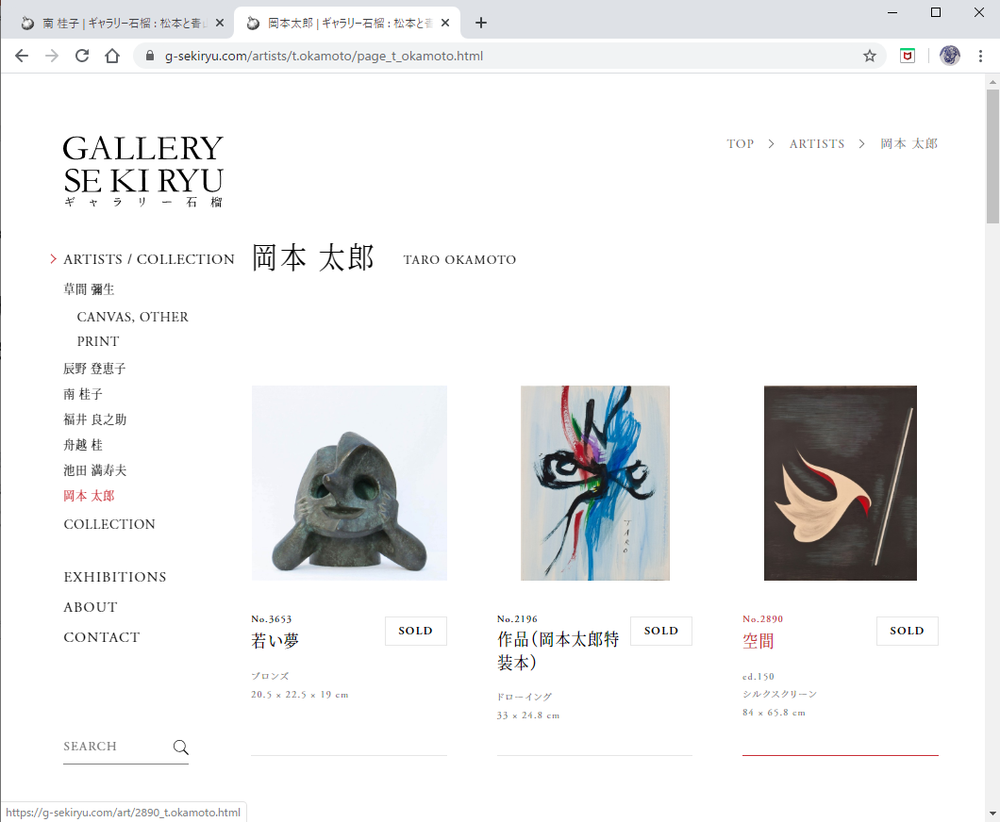 南 桂子 | ギャラリー石榴 : 松本と青山
岡本太郎 | ギャラリー石榴 : 松本と青
g-sekiryu.com/artists/t.okamoto/page_t_okamoto.html
GALLERY
SEKIRYU
ギャラリー石榴
TOP > ARTISTS > 岡本 太郎
ARTISTS / COLLECTION
草間 彌生
CANVAS, OTHER
PRINT
辰野 登恵子
南 桂子
福井 良之助
舟越 桂
池田 満寿夫
岡本 太郎
COLLECTION
EXHIBITIONS
ABOUT
CONTACT
SEARCH
岡本 太郎 TARO OKAMOTO
No.3653
若い夢
SOLD
ブロンズ
20.5 × 22.5 × 19 cm
TARO
No.2196
作品（岡本太郎特
装本）
SOLD
ドローイング
33 × 24.8 cm
No.2890
空間
SOLD
ed.150
シルクスクリーン
84 × 65.8 cm
https://g-sekiryu.com/art/2890_t.okamoto.html